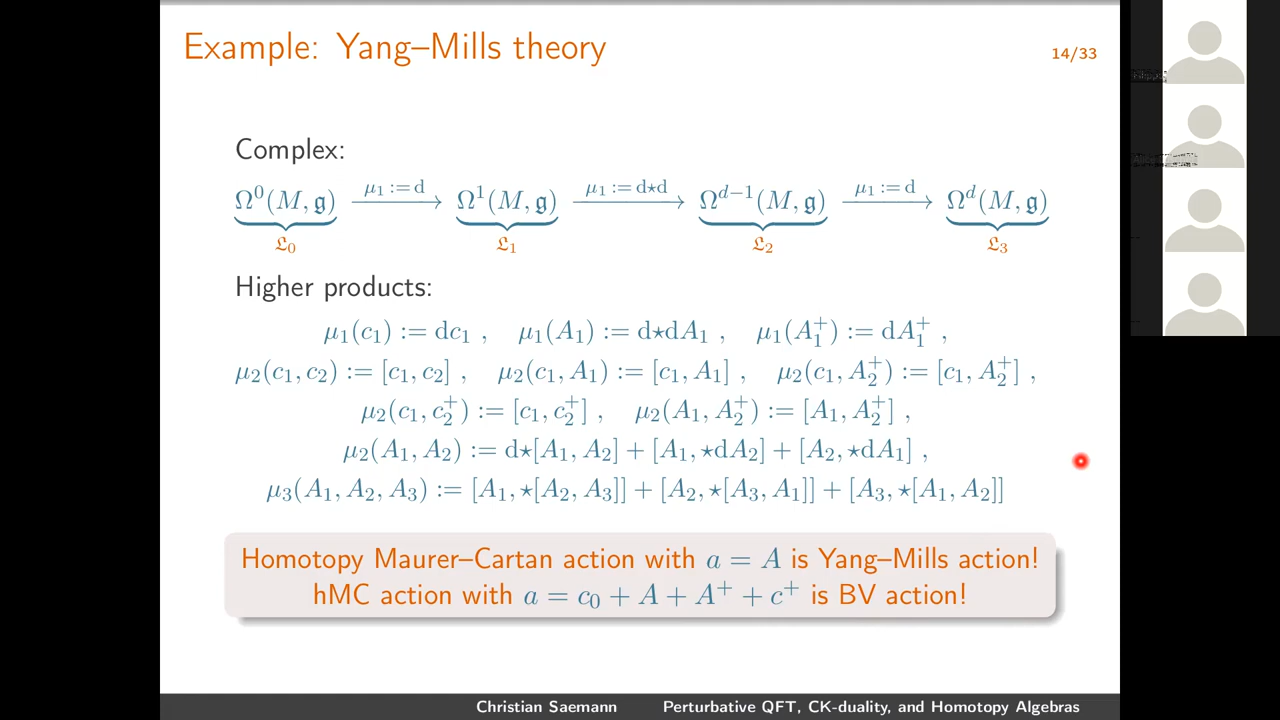 Example: Yang–Mills theory
14/33
Complex:
Ω⁰(M, 𝔤) —μ₁ := d→ Ω¹(M, 𝔤) —μ₁ := d⋆d→ Ωᵈ⁻¹(M, 𝔤) —μ₁ := d→ Ωᵈ(M, 𝔤)
𝔏₀ 𝔏₁ 𝔏₂ 𝔏₃
Higher products:
μ₁(c₁) := dc₁ , μ₁(A₁) := d⋆dA₁ , μ₁(A₁⁺) := dA₁⁺ ,
μ₂(c₁, c₂) := [c₁, c₂] , μ₂(c₁, A₁) := [c₁, A₁] , μ₂(c₁, A₂⁺) := [c₁, A₂⁺] ,
μ₂(c₁, c₂⁺) := [c₁, c₂⁺] , μ₂(A₁, A₂⁺) := [A₁, A₂⁺] ,
μ₂(A₁, A₂) := d⋆[A₁, A₂] + [A₁, ⋆dA₂] + [A₂, ⋆dA₁] ,
μ₃(A₁, A₂, A₃) := [A₁, ⋆[A₂, A₃]] + [A₂, ⋆[A₃, A₁]] + [A₃, ⋆[A₁, A₂]]
Homotopy Maurer–Cartan action with a = A is Yang–Mills action!
hMC action with a = c₀ + A + A⁺ + c⁺ is BV action!
Christian Saemann Perturbative QFT, CK-duality, and Homotopy Algebras